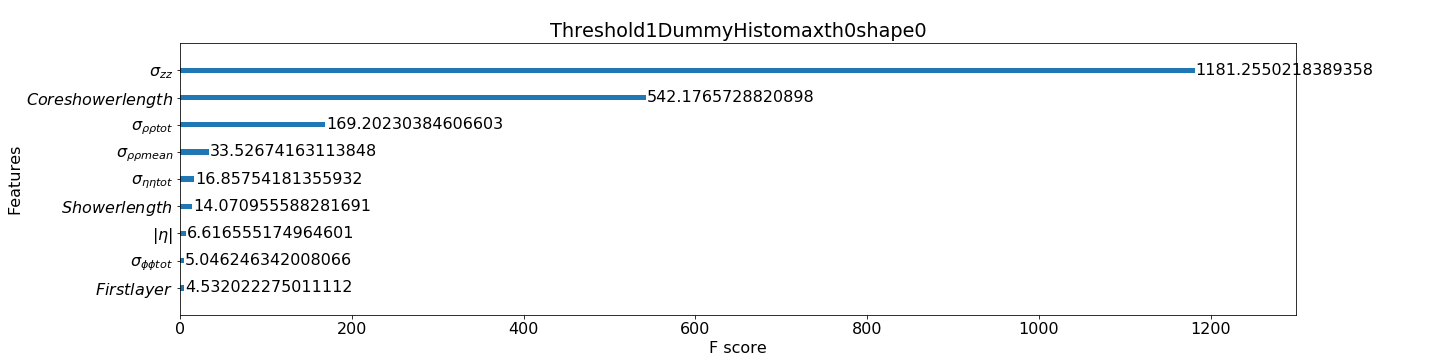 Threshold1DummyHistomaxth0shape0
Features
σzz 1181.2550218389358
Coreshowerlength 542.1765728820898
σρρtot 169.20230384606603
σρρmean 33.52674163113848
σηηtot 16.85754181355932
Showerlength 14.070955588281691
|η| 6.616555174964601
σϕϕtot 5.046246342008066
Firstlayer 4.532022275011112
0 200 400 600 800 1000 1200
F score